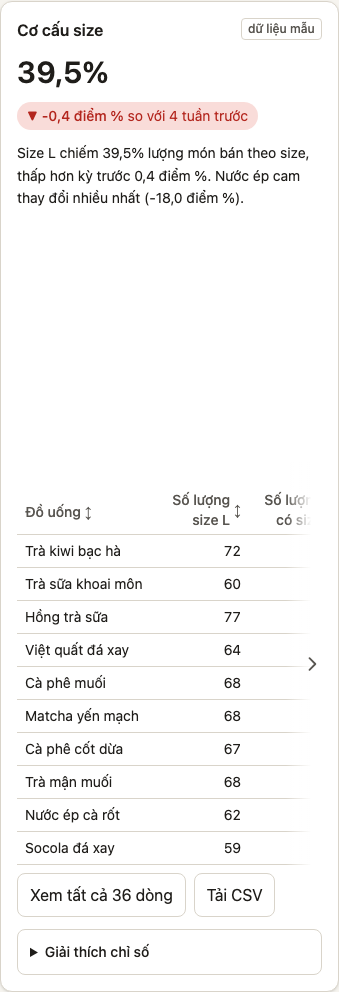 Cơ cấu size
dữ liệu mẫu
39,5%
▼ -0,4 điểm % so với 4 tuần trước
Size L chiếm 39,5% lượng món bán theo size,
thấp hơn kỳ trước 0,4 điểm %. Nước ép cam
thay đổi nhiều nhất (-18,0 điểm %).
Đồ uống ↕ Số lượng size L ↕ Số có
Trà kiwi bạc hà 72
Trà sữa khoai môn 60
Hồng trà sữa 77
Việt quất đá xay 64
Cà phê muối 68
Matcha yến mạch 68
Cà phê cốt dừa 67
Trà mận muối 68
Nước ép cà rốt 62
Socola đá xay 59
Xem tất cả 36 dòng
Tải CSV
▶ Giải thích chỉ số